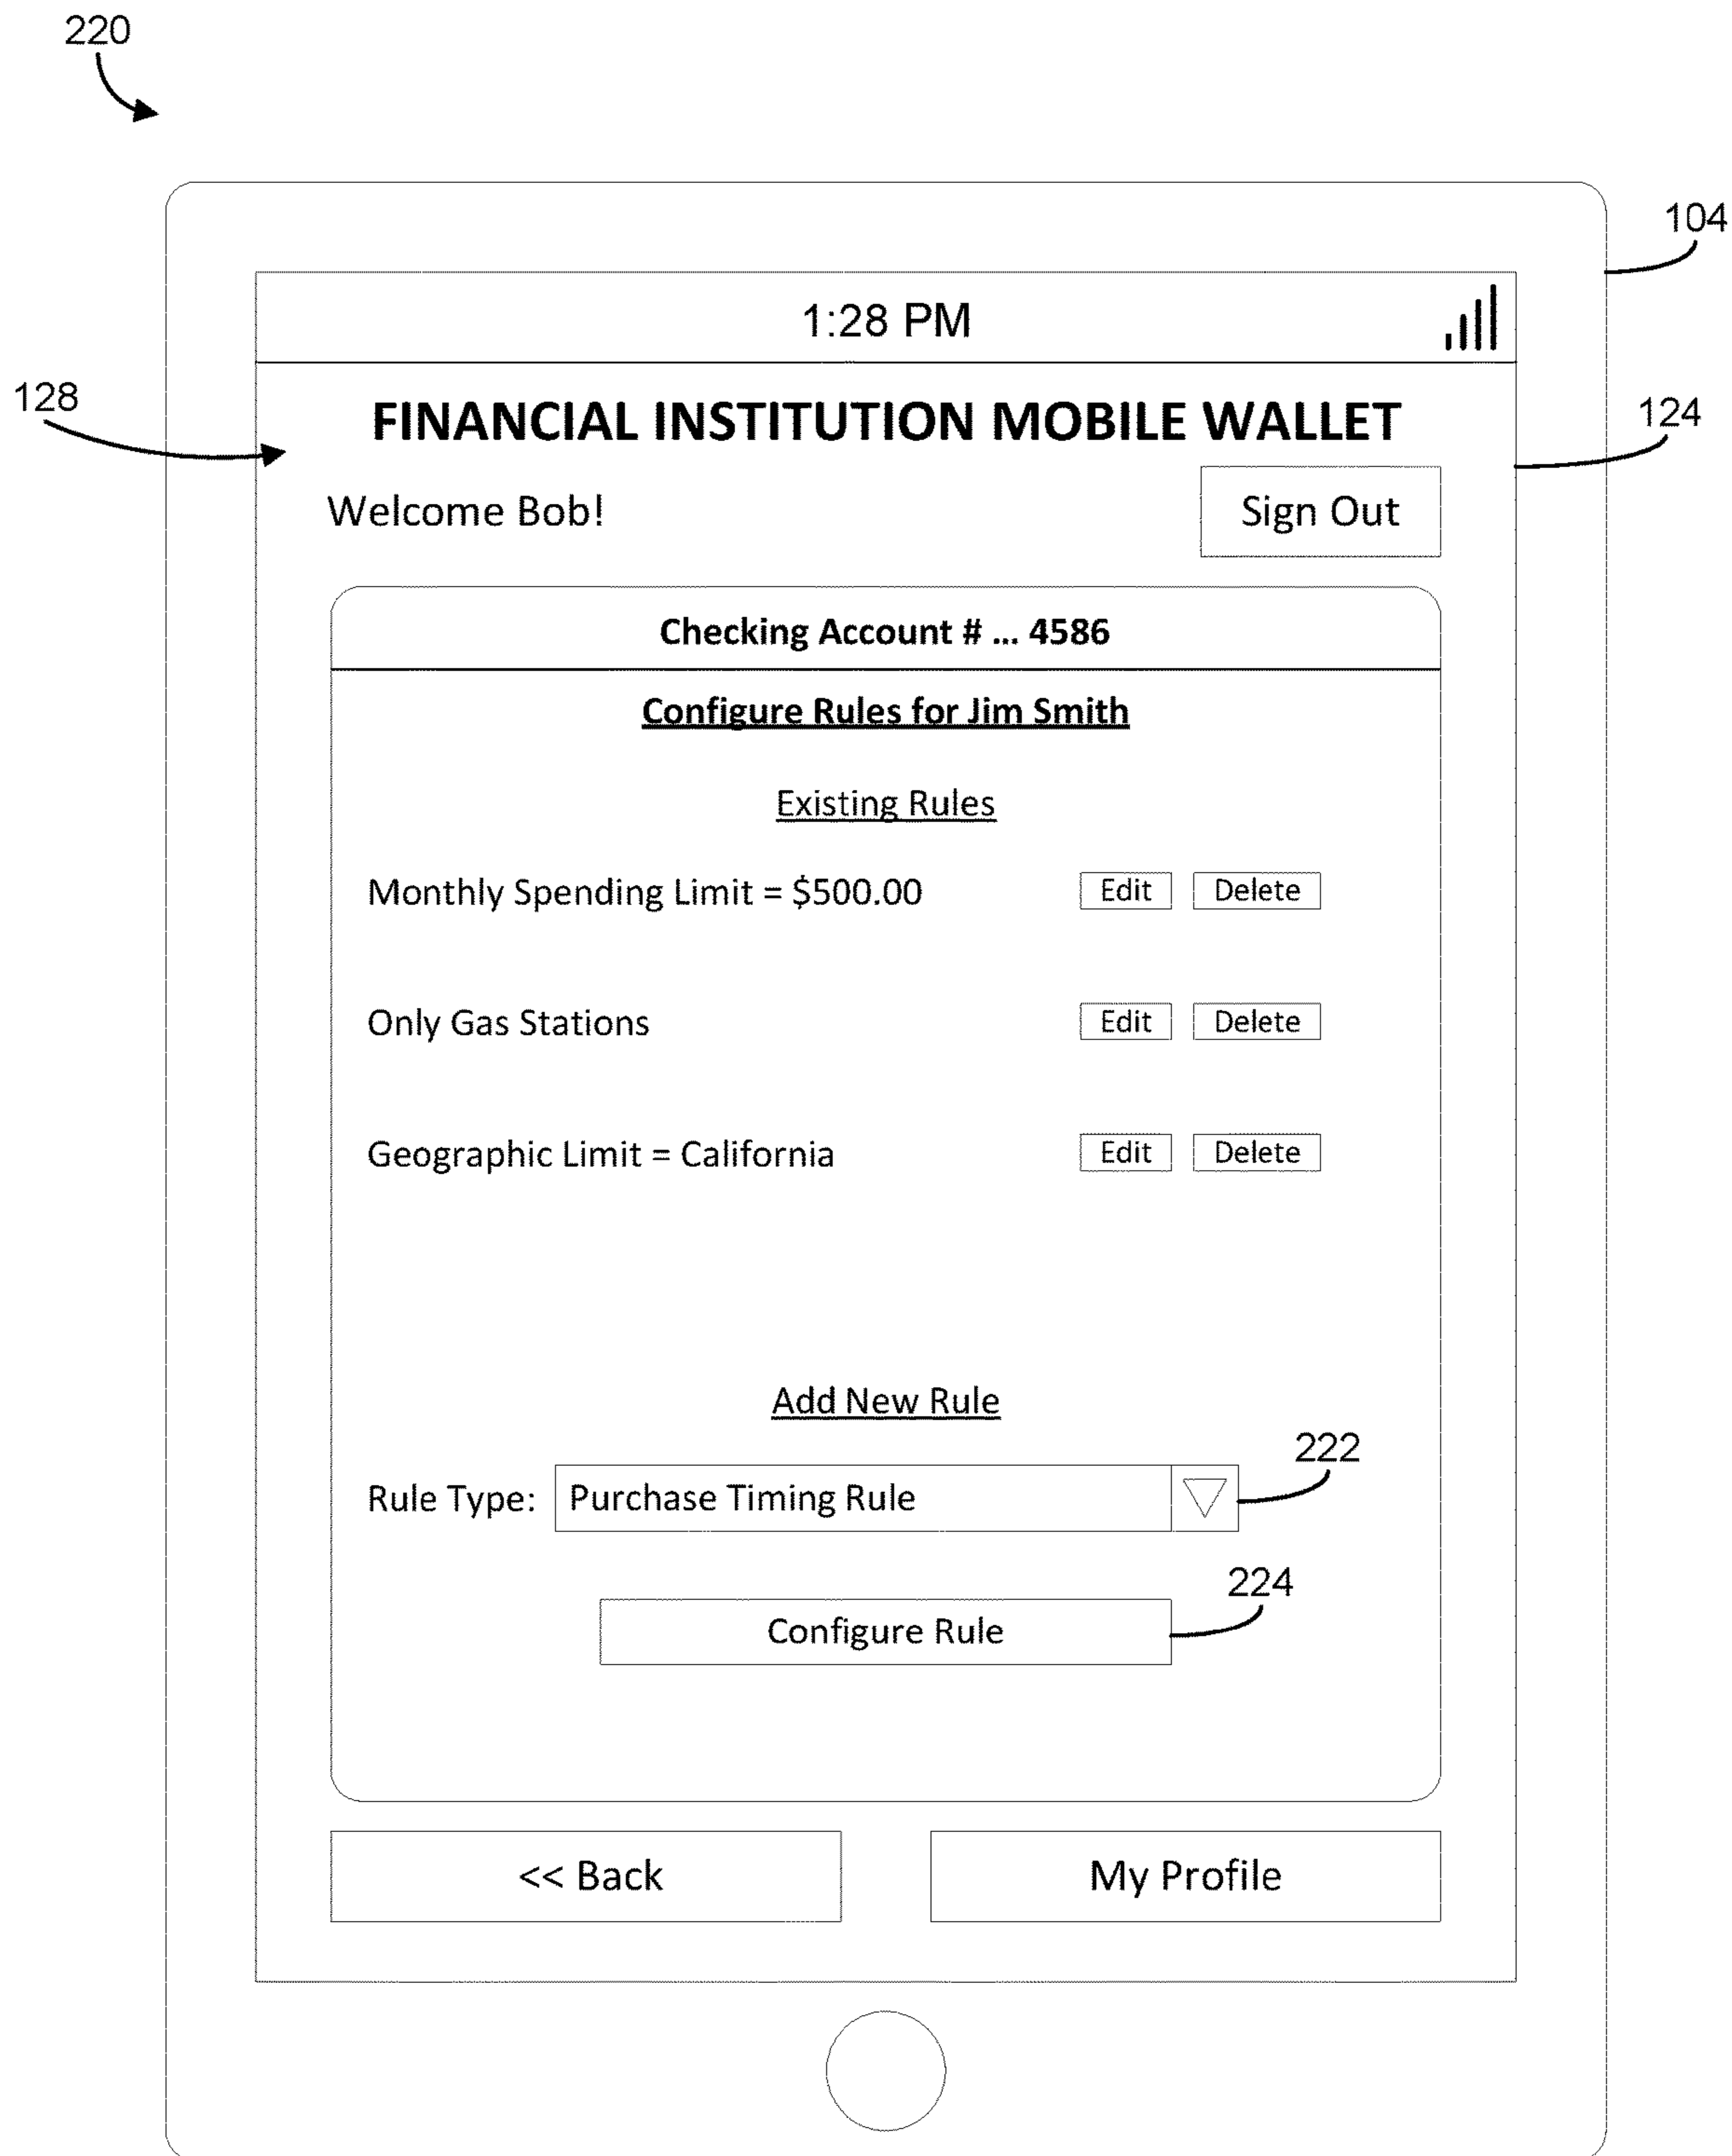 220
104
1:28 PM
128
FINANCIAL INSTITUTION MOBILE WALLET
124
Welcome Bob!
Sign Out
Checking Account # ... 4586
Configure Rules for Jim Smith
Existing Rules
Monthly Spending Limit = $500.00 Edit Delete
Only Gas Stations Edit Delete
Geographic Limit = California Edit Delete
Add New Rule
222
Rule Type: Purchase Timing Rule
224
Configure Rule
<< Back
My Profile